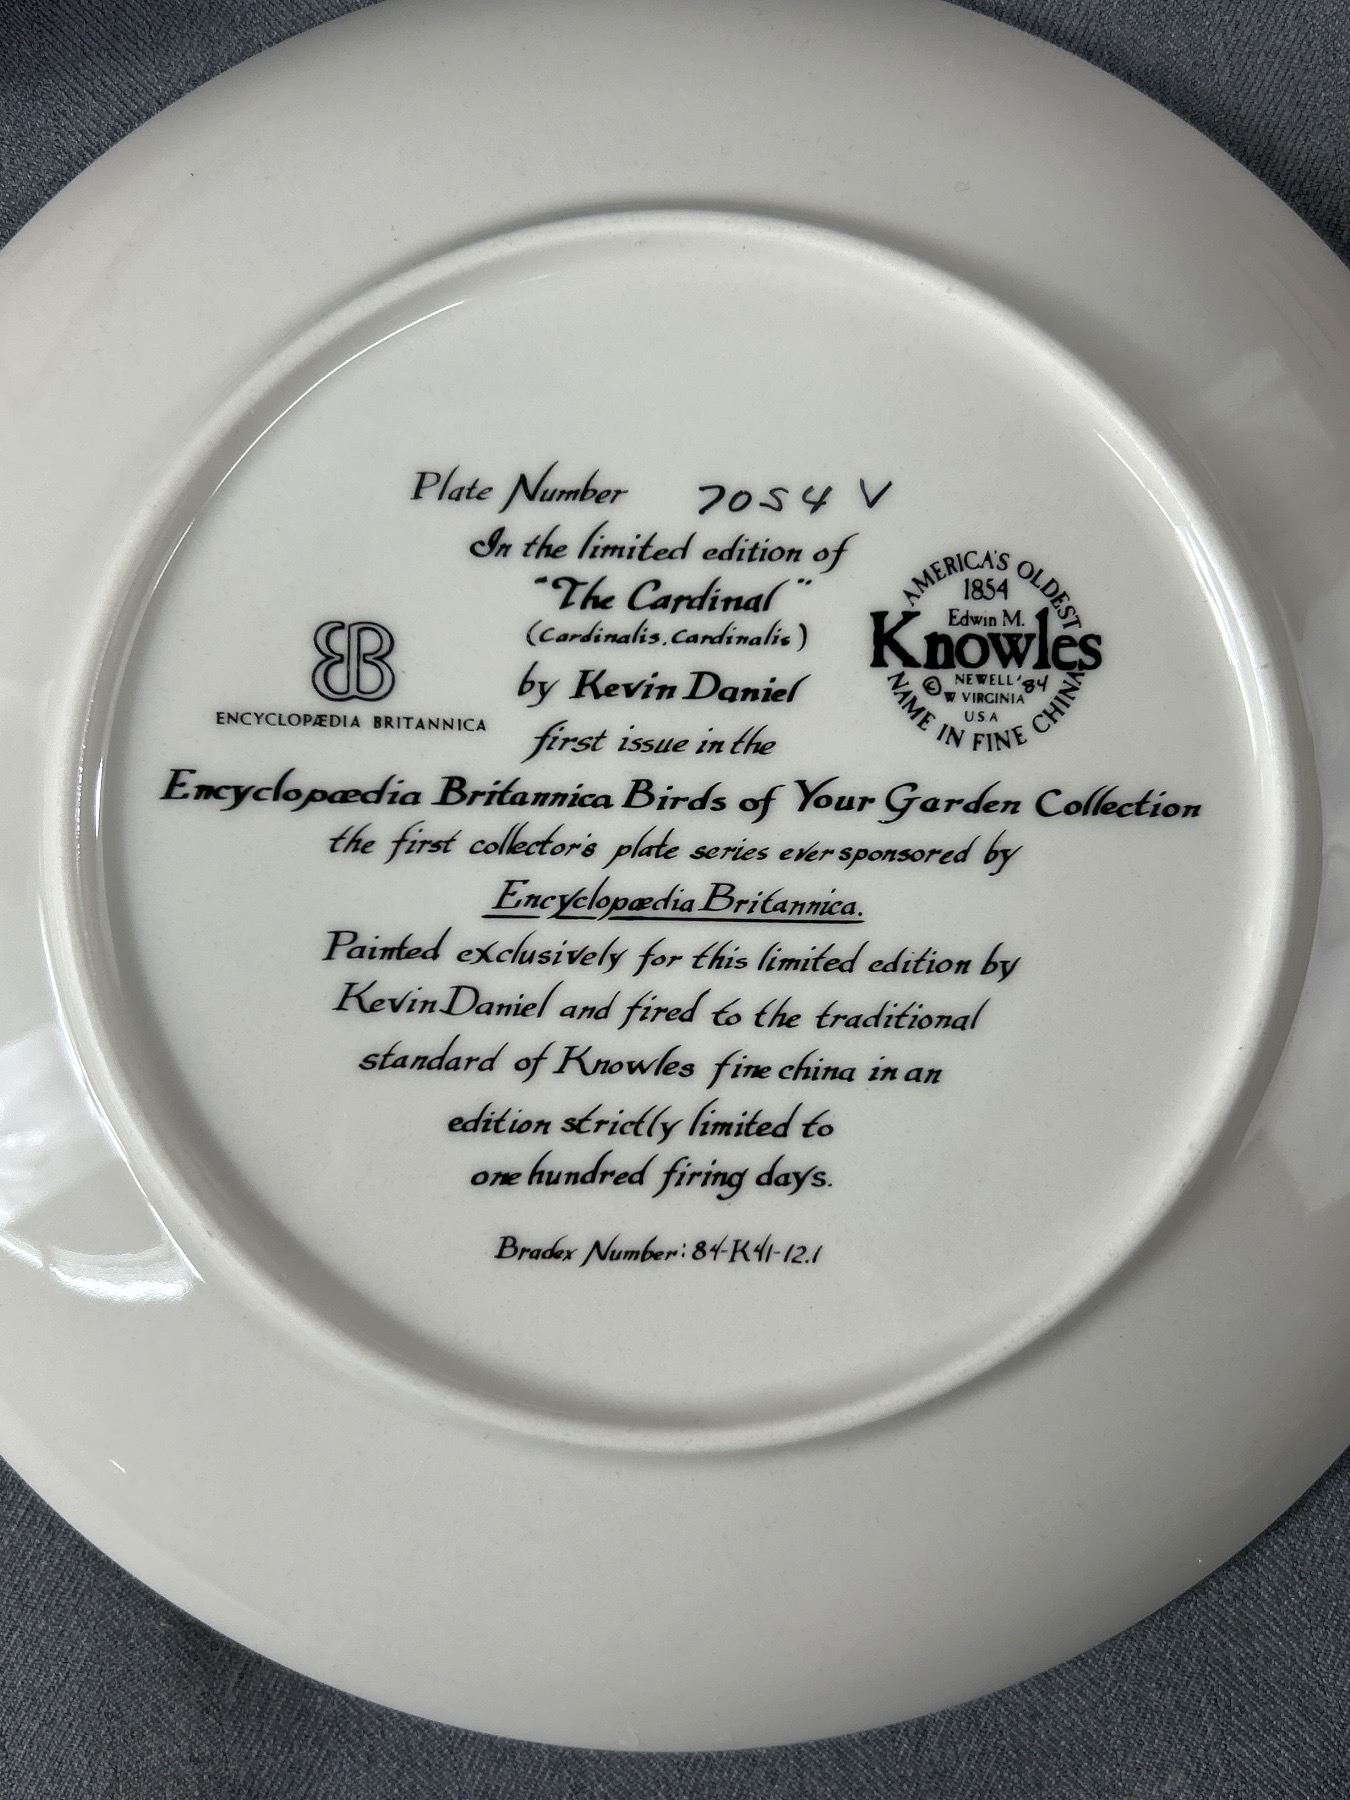 Plate Number 7054 V
In the limited edition of
"The Cardinal"
(Cardinalis. Cardinalis)
by Kevin Daniel
first issue in the
Encyclopædia Britannica Birds of Your Garden Collection
the first collector's plate series ever sponsored by
Encyclopædia Britannica.
Painted exclusively for this limited edition by
Kevin Daniel and fired to the traditional
standard of Knowles fine china in an
edition strictly limited to
one hundred firing days.
Bradex Number: 84-K41-12.1
EB
ENCYCLOPÆDIA BRITANNICA
AMERICA'S OLDEST
1854
Edwin M.
Knowles
© NEWELL '84
W VIRGINIA
USA
NAME IN FINE CHINA